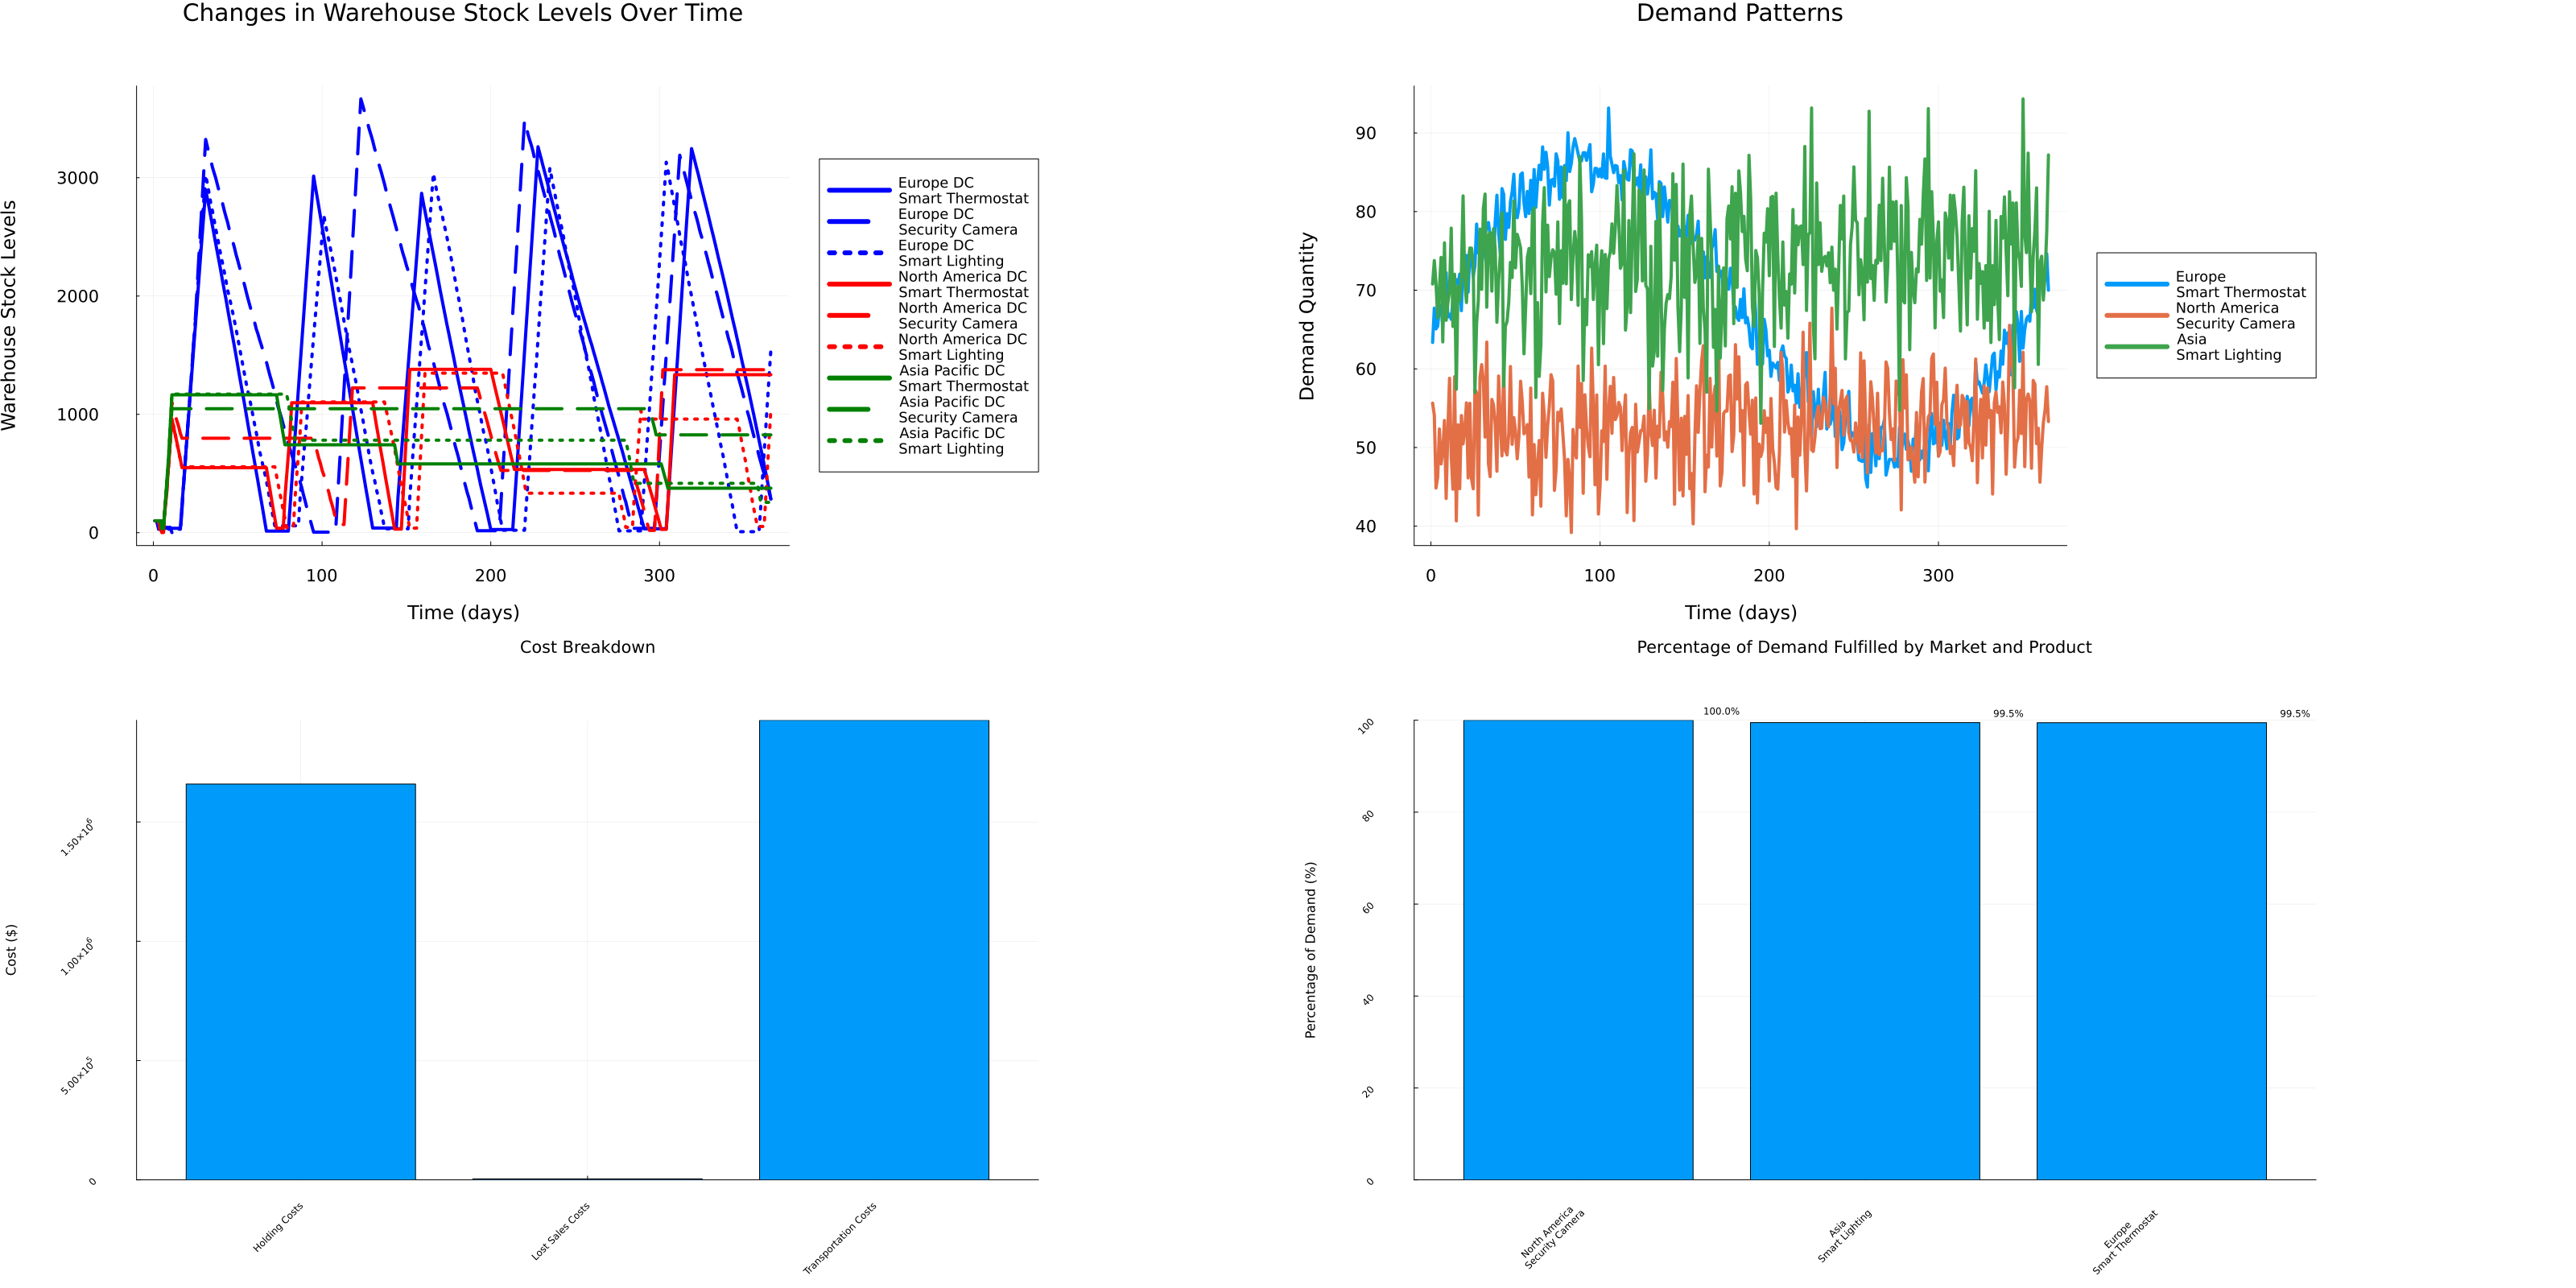 Changes in Warehouse Stock Levels Over Time
Warehouse Stock Levels
3000
2000
1000
0
0
100
200
300
Time (days)
Europe DC
Smart Thermostat
Europe DC
Security Camera
Europe DC
Smart Lighting
North America DC
Smart Thermostat
North America DC
Security Camera
North America DC
Smart Lighting
Asia Pacific DC
Smart Thermostat
Asia Pacific DC
Security Camera
Asia Pacific DC
Smart Lighting
Demand Patterns
Demand Quantity
90
80
70
60
50
40
0
100
200
300
Time (days)
Europe
Smart Thermostat
North America
Security Camera
Asia
Smart Lighting
Cost Breakdown
Cost ($)
1.50×10⁶
1.00×10⁶
5.00×10⁵
0
Holding Costs
Lost Sales Costs
Transportation Costs
Percentage of Demand Fulfilled by Market and Product
Percentage of Demand (%)
100
80
60
40
20
0
100.0%
99.5%
99.5%
North America
Security Camera
Asia
Smart Lighting
Europe
Smart Thermostat